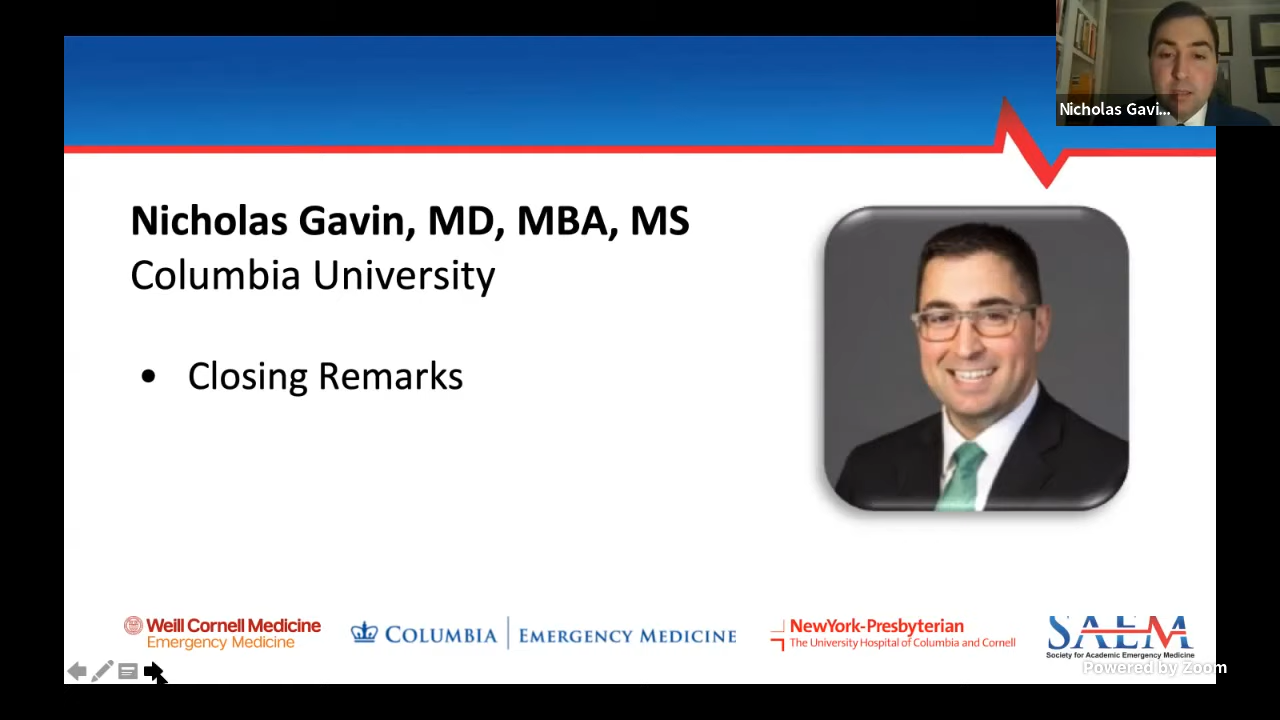 Nicholas Gavi...
Nicholas Gavin, MD, MBA, MS
Columbia University
• Closing Remarks
Weill Cornell Medicine
Emergency Medicine
COLUMBIA | EMERGENCY MEDICINE
NewYork-Presbyterian
The University Hospital of Columbia and Cornell
SAEM
Society for Academic Emergency Medicine
Powered by Zoom